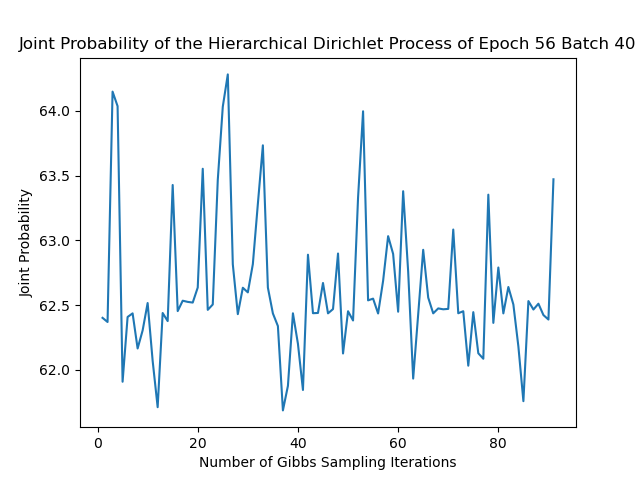 Joint Probability of the Hierarchical Dirichlet Process of Epoch 56 Batch 40
64.0
63.5
63.0
62.5
62.0
Joint Probability
0 20 40 60 80
Number of Gibbs Sampling Iterations